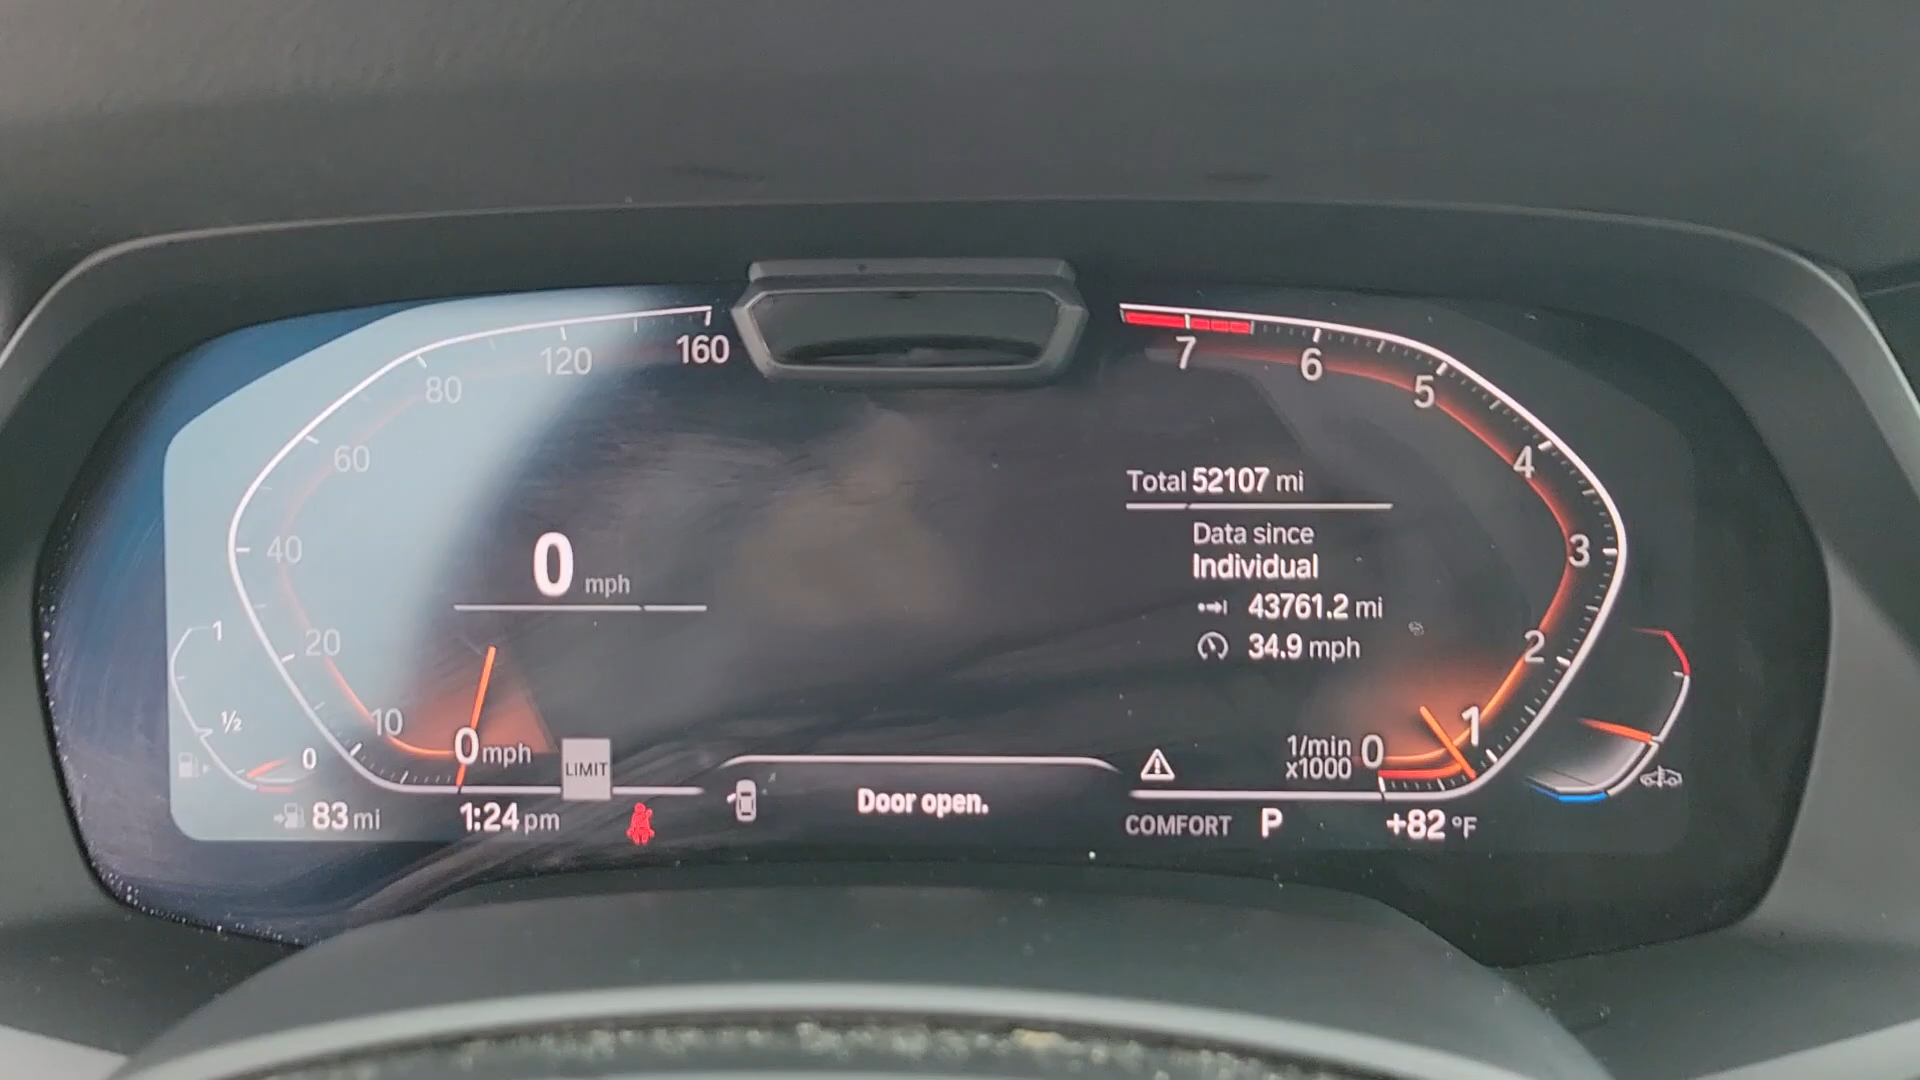 160
120
80
60
40
20
10
0 mph
0 mph
1
1/2
0
LIMIT
83 mi
1:24 pm
Door open.
Total 52107 mi
Data since
Individual
43761.2 mi
34.9 mph
7
6
5
4
3
2
1
0
1/min
x1000
COMFORT P
+82 °F